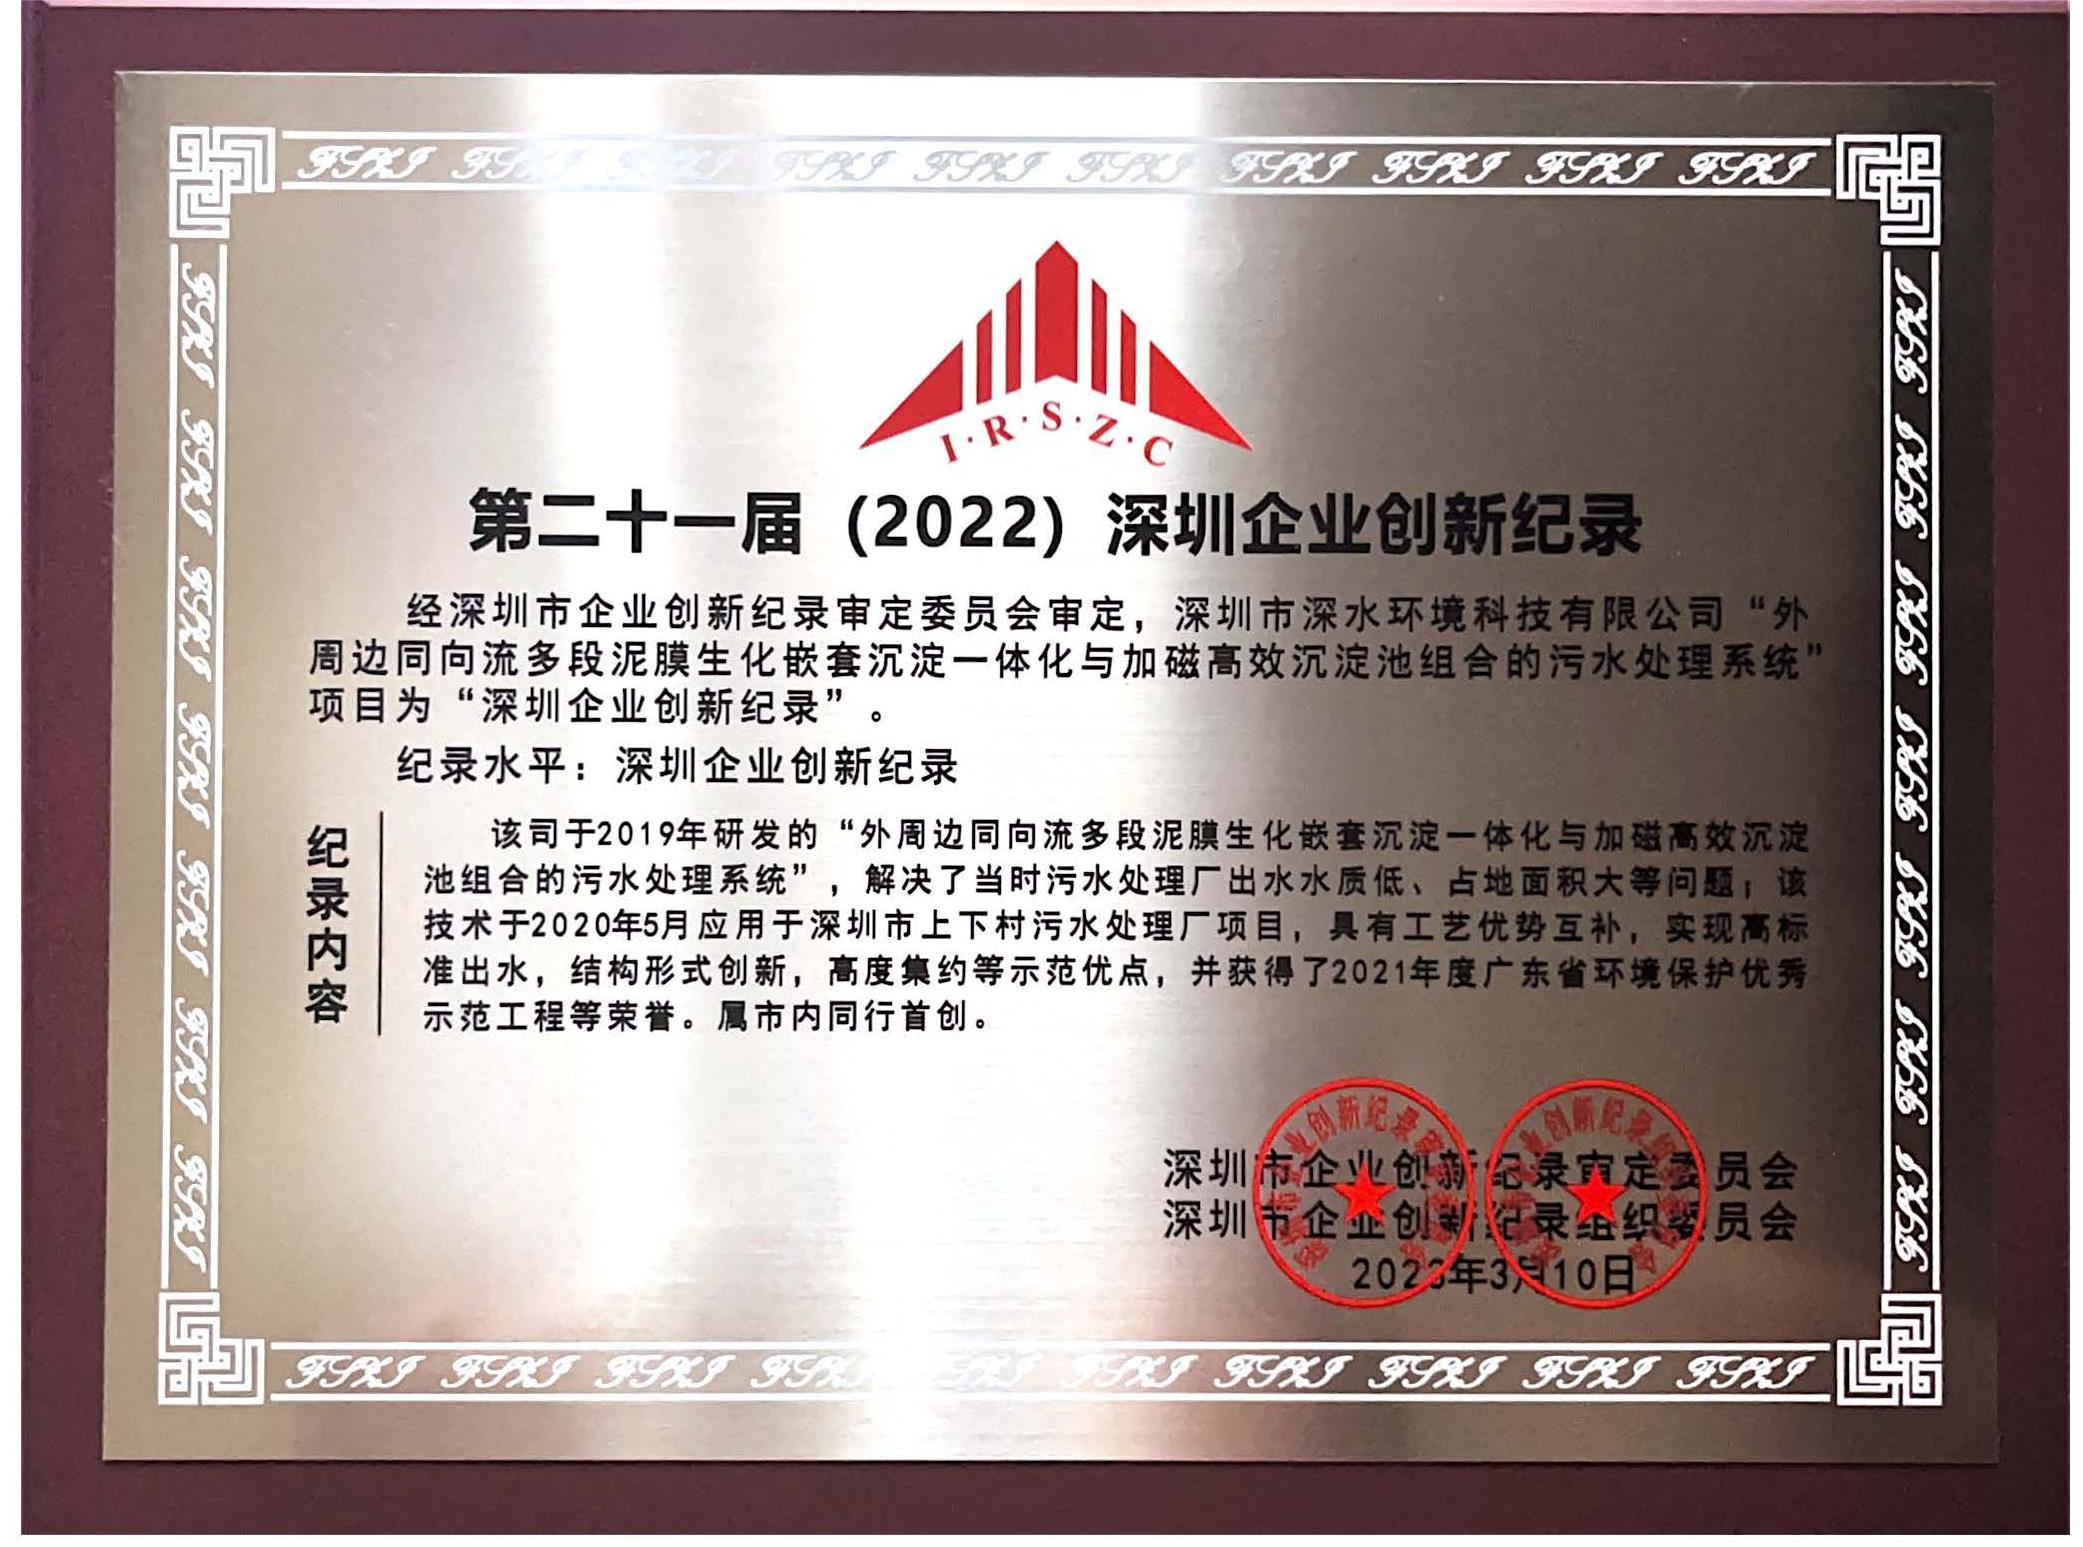 I·R·S·Z·C
第二十一届（2022）深圳企业创新纪录
经深圳市企业创新纪录审定委员会审定，深圳市深水环境科技有限公司“外
周边同向流多段泥膜生化嵌套沉淀一体化与加磁高效沉淀池组合的污水处理系统”
项目为“深圳企业创新纪录”。
纪录水平：深圳企业创新纪录
纪录内容
该司于2019年研发的“外周边同向流多段泥膜生化嵌套沉淀一体化与加磁高效沉淀
池组合的污水处理系统”，解决了当时污水处理厂出水水质低、占地面积大等问题；该
技术于2020年5月应用于深圳市上下村污水处理厂项目，具有工艺优势互补，实现高标
准出水，结构形式创新，高度集约等示范优点，并获得了2021年度广东省环境保护优秀
示范工程等荣誉。属市内同行首创。
深圳市企业创新纪录审定委员会
深圳市企业创新纪录组织委员会
2023年3月10日